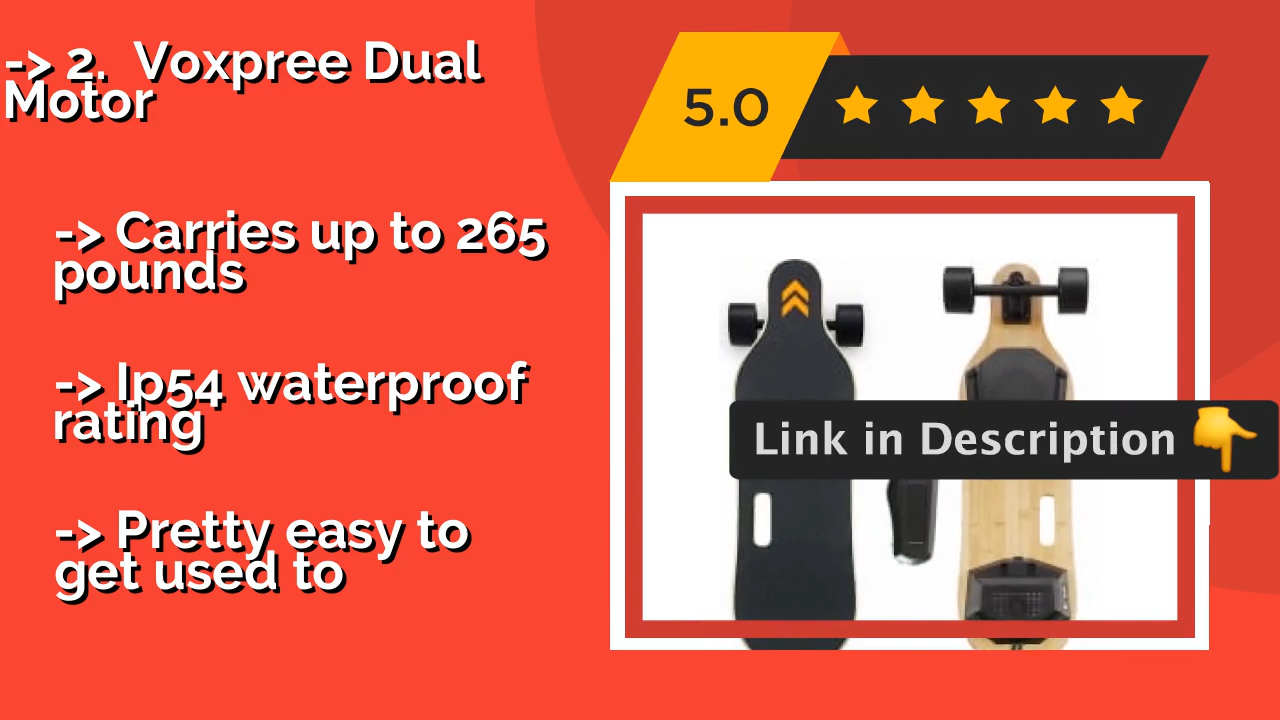 -> 2.  Voxpree Dual
Motor
-> Carries up to 265
pounds
-> Ip54 waterproof
rating
-> Pretty easy to
get used to
5.0
Link in Description 👇